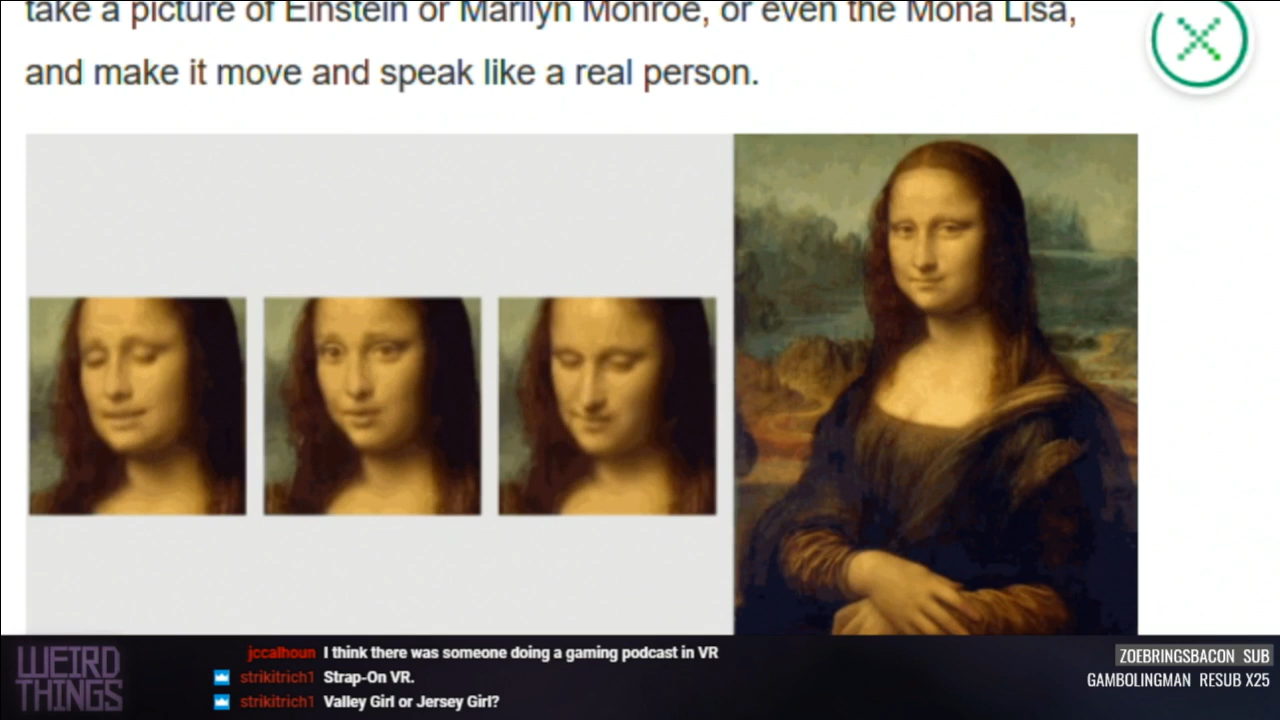 take a picture of Einstein or Marilyn Monroe, or even the Mona Lisa,
and make it move and speak like a real person.
WEIRD
THINGS
jccalhoun I think there was someone doing a gaming podcast in VR
strikitrich1 Strap-On VR.
strikitrich1 Valley Girl or Jersey Girl?
ZOEBRINGSBACON SUB
GAMBOLINGMAN RESUB X25